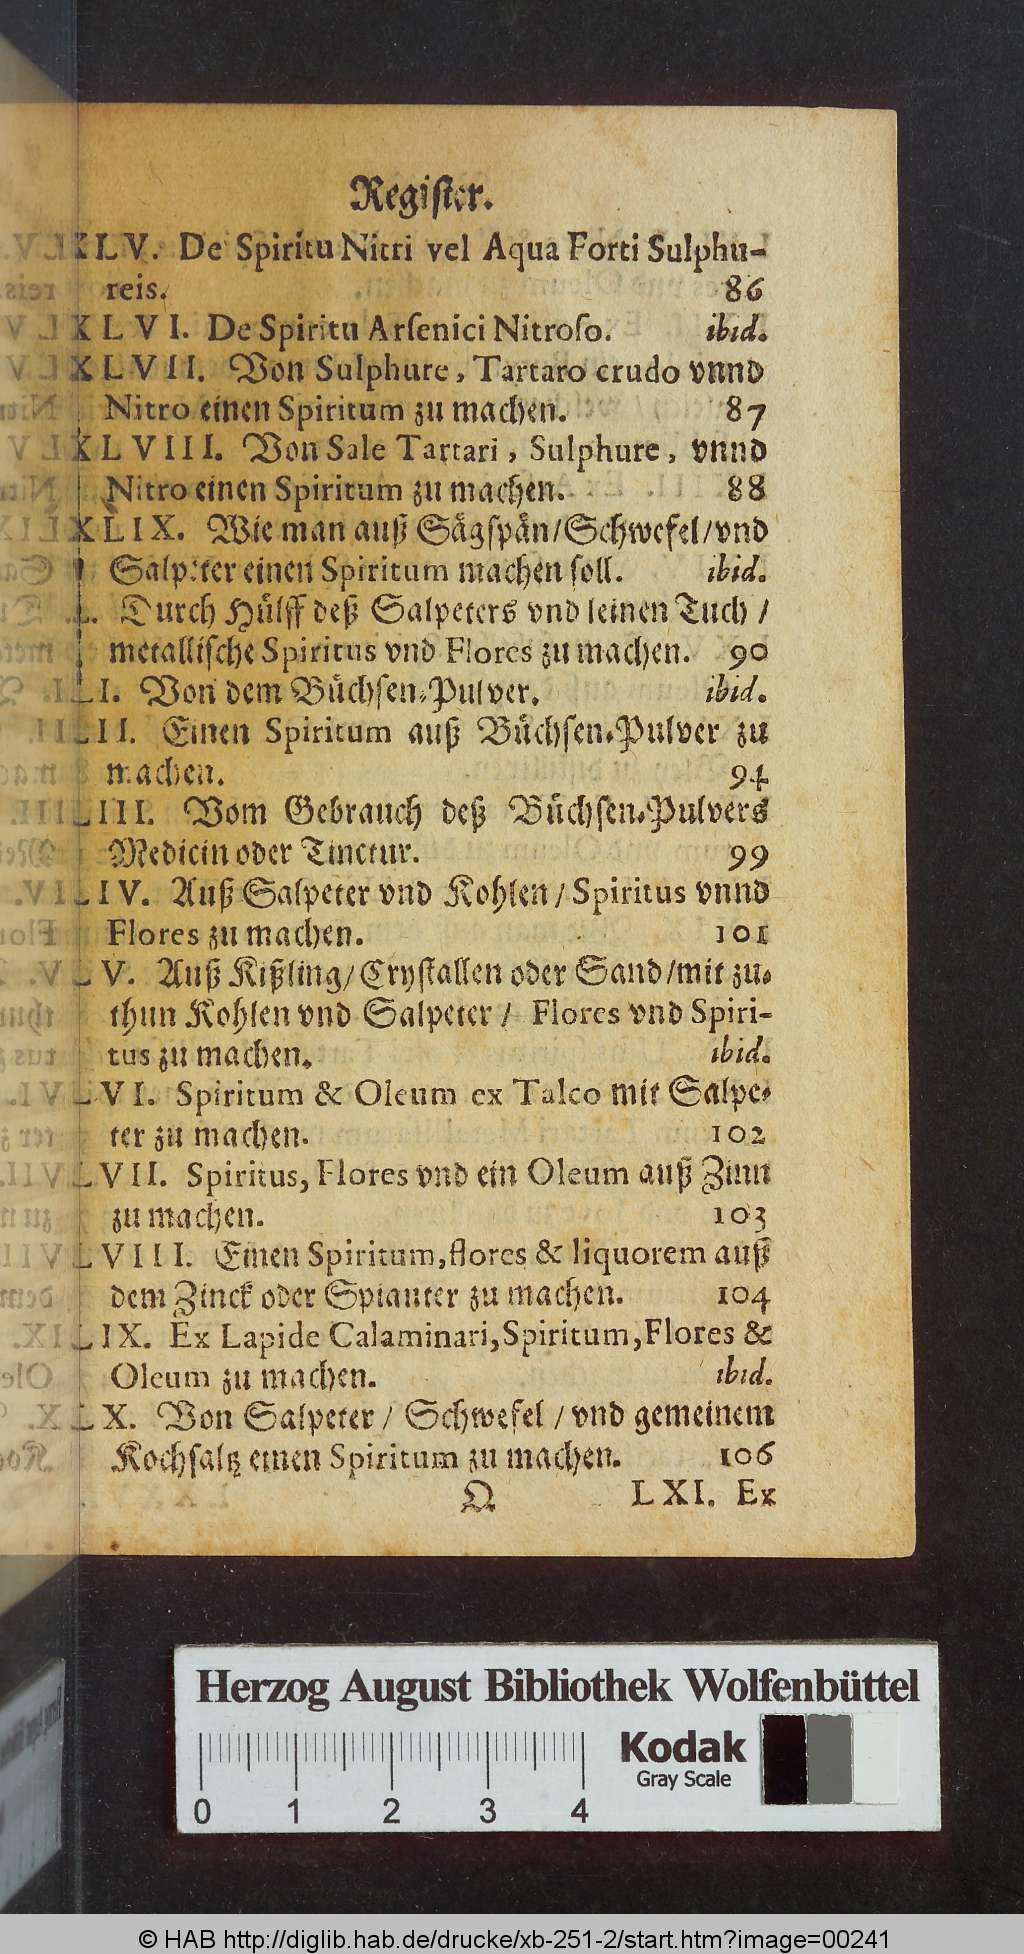 Regiſter.
XLV. De Spiritu Nitri vel Aqua Forti Sulphu-
reis. 86
XLVI. De Spiritu Arſenici Nitroſo. ibid.
XLVII. Von Sulphure, Tartaro crudo vnnd
Nitro einen Spiritum zu machen. 87
XLVIII. Von Sale Tartari, Sulphure, vnnd
Nitro einen Spiritum zu machen. 88
XLIX. Wie man auß Sägſpän/Schwefel/vnd
Salpeter einen Spiritum machen ſoll. ibid.
L. Durch Hülff deß Salpeters vnd leinen Tuch /
metalliſche Spiritus vnd Flores zu machen. 90
LI. Von dem Büchſen-Pulver. ibid.
LII. Einen Spiritum auß Büchſen-Pulver zu
machen. 94
LIII. Vom Gebrauch deß Büchſen-Pulvers
Medicin oder Tinctur. 99
LIV. Auß Salpeter vnd Kohlen / Spiritus vnnd
Flores zu machen. 101
LV. Auß Kißling/Cryſtallen oder Sand/mit zu-
thun Kohlen vnd Salpeter / Flores vnd Spiri-
tus zu machen. ibid.
LVI. Spiritum & Oleum ex Talco mit Salpe-
ter zu machen. 102
LVII. Spiritus, Flores vnd ein Oleum auß Zinn
zu machen. 103
LVIII. Einen Spiritum, flores & liquorem auß
dem Zinck oder Spiauter zu machen. 104
LIX. Ex Lapide Calaminari, Spiritum, Flores &
Oleum zu machen. ibid.
LX. Von Salpeter / Schwefel / vnd gemeinem
Kochſaltz einen Spiritum zu machen. 106
Q LXI. Ex
Herzog August Bibliothek Wolfenbüttel
Kodak
Gray Scale
0 1 2 3 4
© HAB http://diglib.hab.de/drucke/xb-251-2/start.htm?image=00241